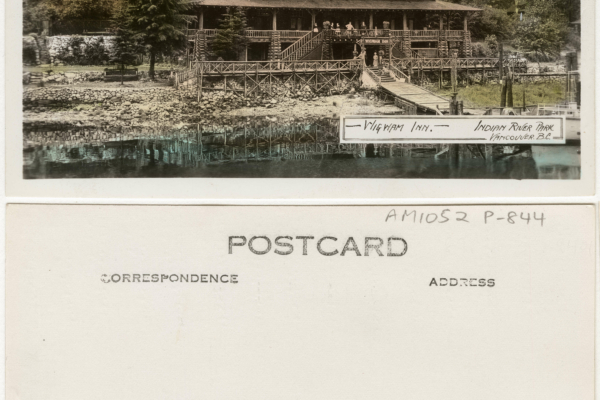 —WIGWAM INN.— INDIAN RIVER PARK.
VANCOUVER. B.C.
AM1052 P-844
POSTCARD
CORRESPONDENCE ADDRESS